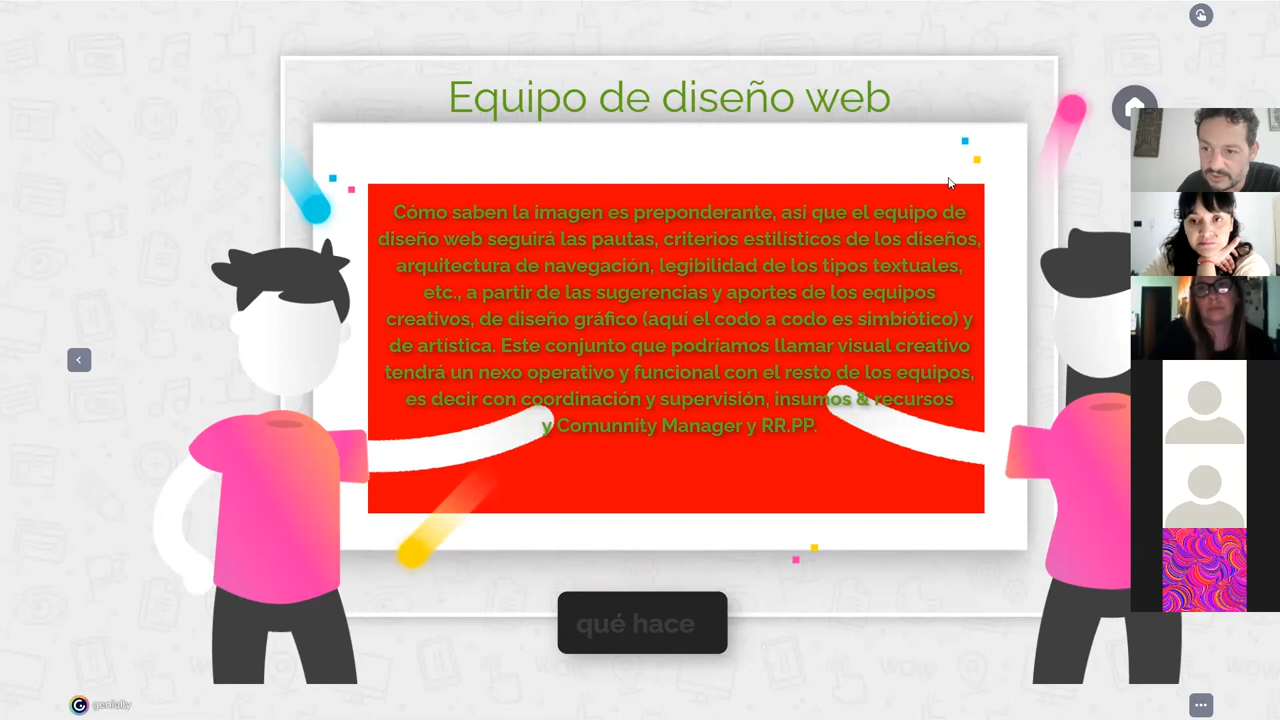 Equipo de diseño web
Cómo saben la imagen es preponderante, así que el equipo de
diseño web seguirá las pautas, criterios estilísticos de los diseños,
arquitectura de navegación, legibilidad de los tipos textuales,
etc., a partir de las sugerencias y aportes de los equipos
creativos, de diseño gráfico (aquí el codo a codo es simbiótico) y
de artística. Este conjunto que podríamos llamar visual creativo
tendrá un nexo operativo y funcional con el resto de los equipos,
es decir con coordinación y supervisión, insumos & recursos
y Comunnity Manager y RR.PP.
qué hace
genially